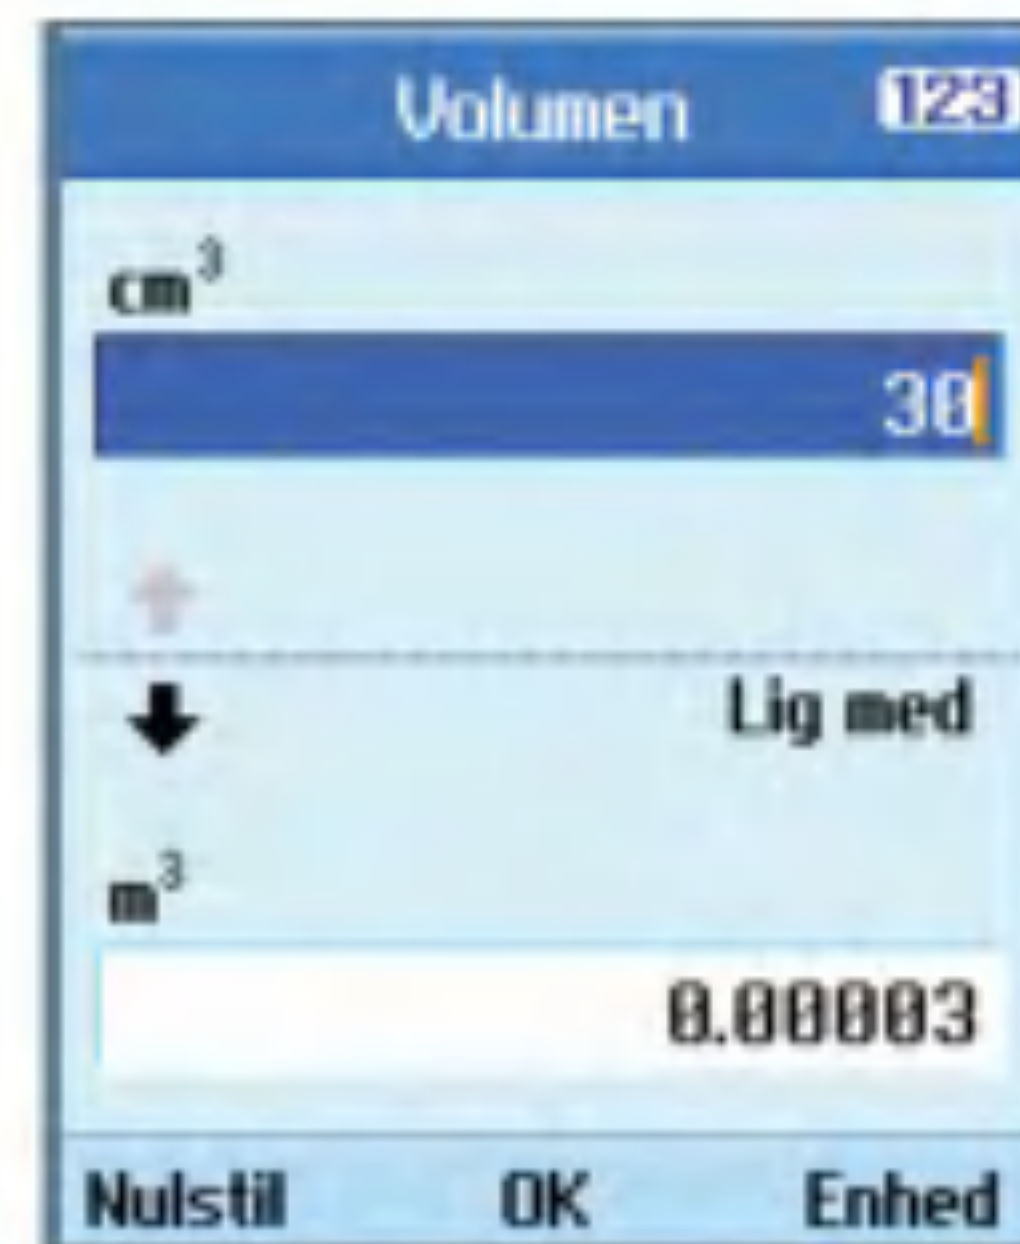 Volumen 123
cm³
30
Lig med
m³
0.00003
Nulstil OK Enhed